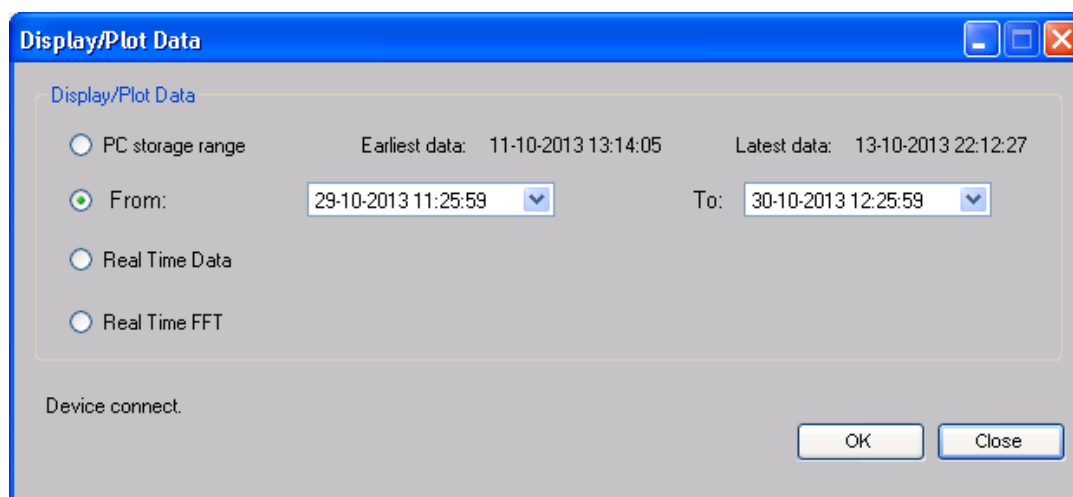 Display/Plot Data
Display/Plot Data
PC storage range Earliest data: 11-10-2013 13:14:05 Latest data: 13-10-2013 22:12:27
From: 29-10-2013 11:25:59 To: 30-10-2013 12:25:59
Real Time Data
Real Time FFT
Device connect.
OK Close